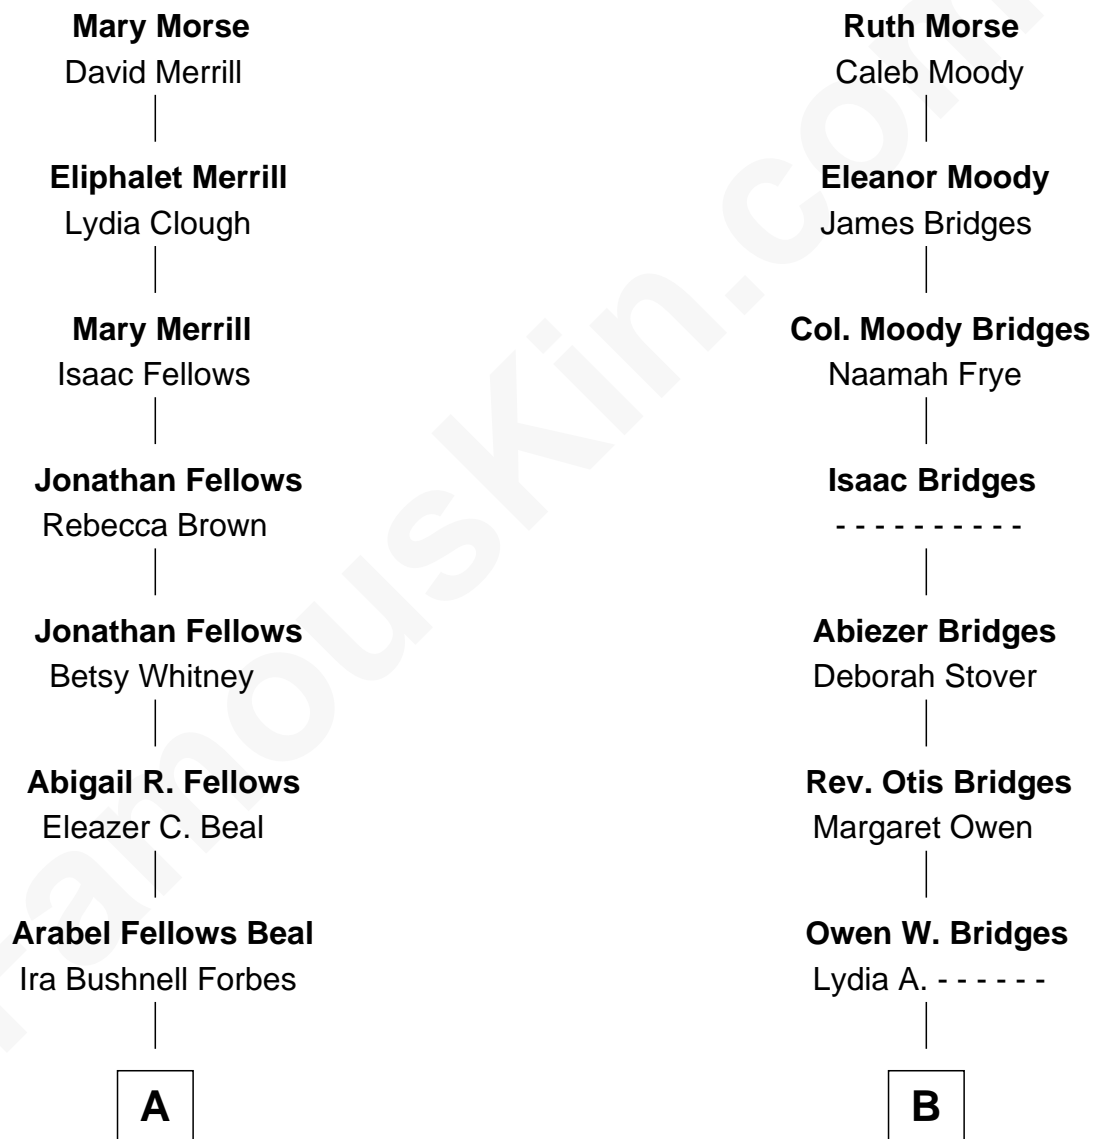 Mary Morse
David Merrill
Eliphalet Merrill
Lydia Clough
Mary Merrill
Isaac Fellows
Jonathan Fellows
Rebecca Brown
Jonathan Fellows
Betsy Whitney
Abigail R. Fellows
Eleazer C. Beal
Arabel Fellows Beal
Ira Bushnell Forbes
A
Ruth Morse
Caleb Moody
Eleanor Moody
James Bridges
Col. Moody Bridges
Naamah Frye
Isaac Bridges
- - - - - - - - - -
Abiezer Bridges
Deborah Stover
Rev. Otis Bridges
Margaret Owen
Owen W. Bridges
Lydia A. - - - - - -
B
FamousKin.com